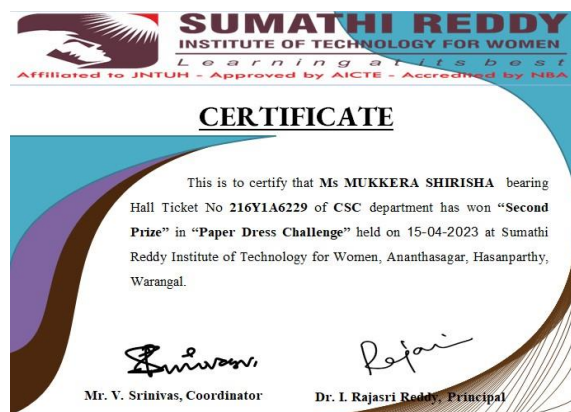 SUMATHI REDDY
INSTITUTE OF TECHNOLOGY FOR WOMEN
Learning at its best
Affiliated to JNTUH - Approved by AICTE - Accredited by NBA
CERTIFICATE
This is to certify that Ms MUKKERA SHIRISHA bearing
Hall Ticket No 216Y1A6229 of CSC department has won “Second
Prize” in “Paper Dress Challenge” held on 15-04-2023 at Sumathi
Reddy Institute of Technology for Women, Ananthasagar, Hasanparthy,
Warangal.
Srinivas.
Rajasri
Mr. V. Srinivas, Coordinator
Dr. I. Rajasri Reddy, Principal